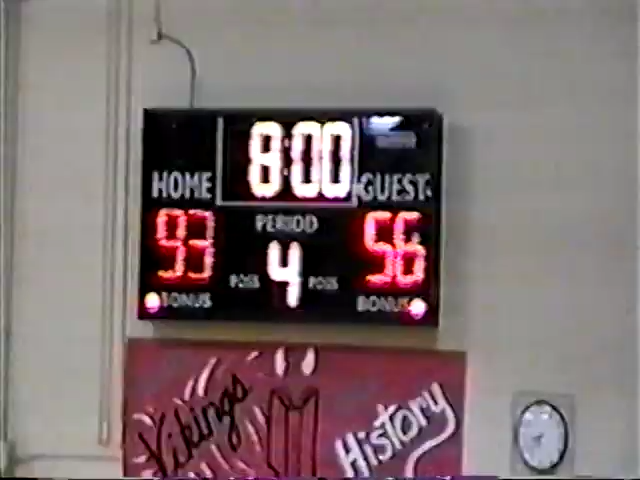 8:00
HOME GUEST
93 PERIOD 56
POSS 4 POSS
BONUS BONUS
Vikings History